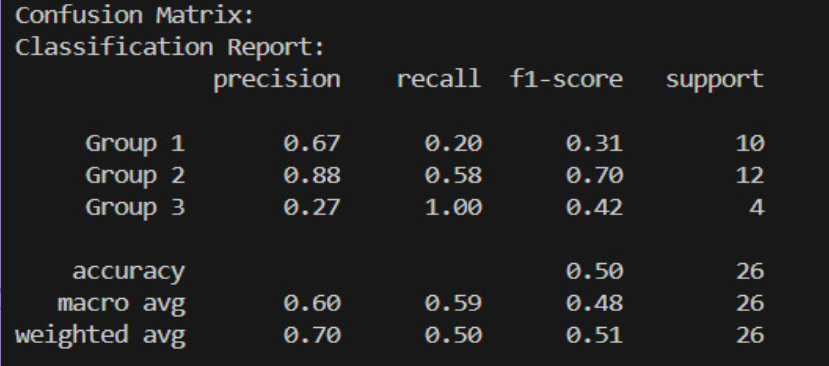 Confusion Matrix:
Classification Report:
precision recall f1-score support
Group 1 0.67 0.20 0.31 10
Group 2 0.88 0.58 0.70 12
Group 3 0.27 1.00 0.42 4
accuracy 0.50 26
macro avg 0.60 0.59 0.48 26
weighted avg 0.70 0.50 0.51 26